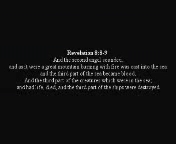 Revelation 8:8-9
And the second angel sounded,
and as it were a great mountain burning with fire was cast into the sea
and the third part of the sea became blood.
And the third part of the creatures which were in the sea,
and had life, died, and the third part of the ships were destroyed.